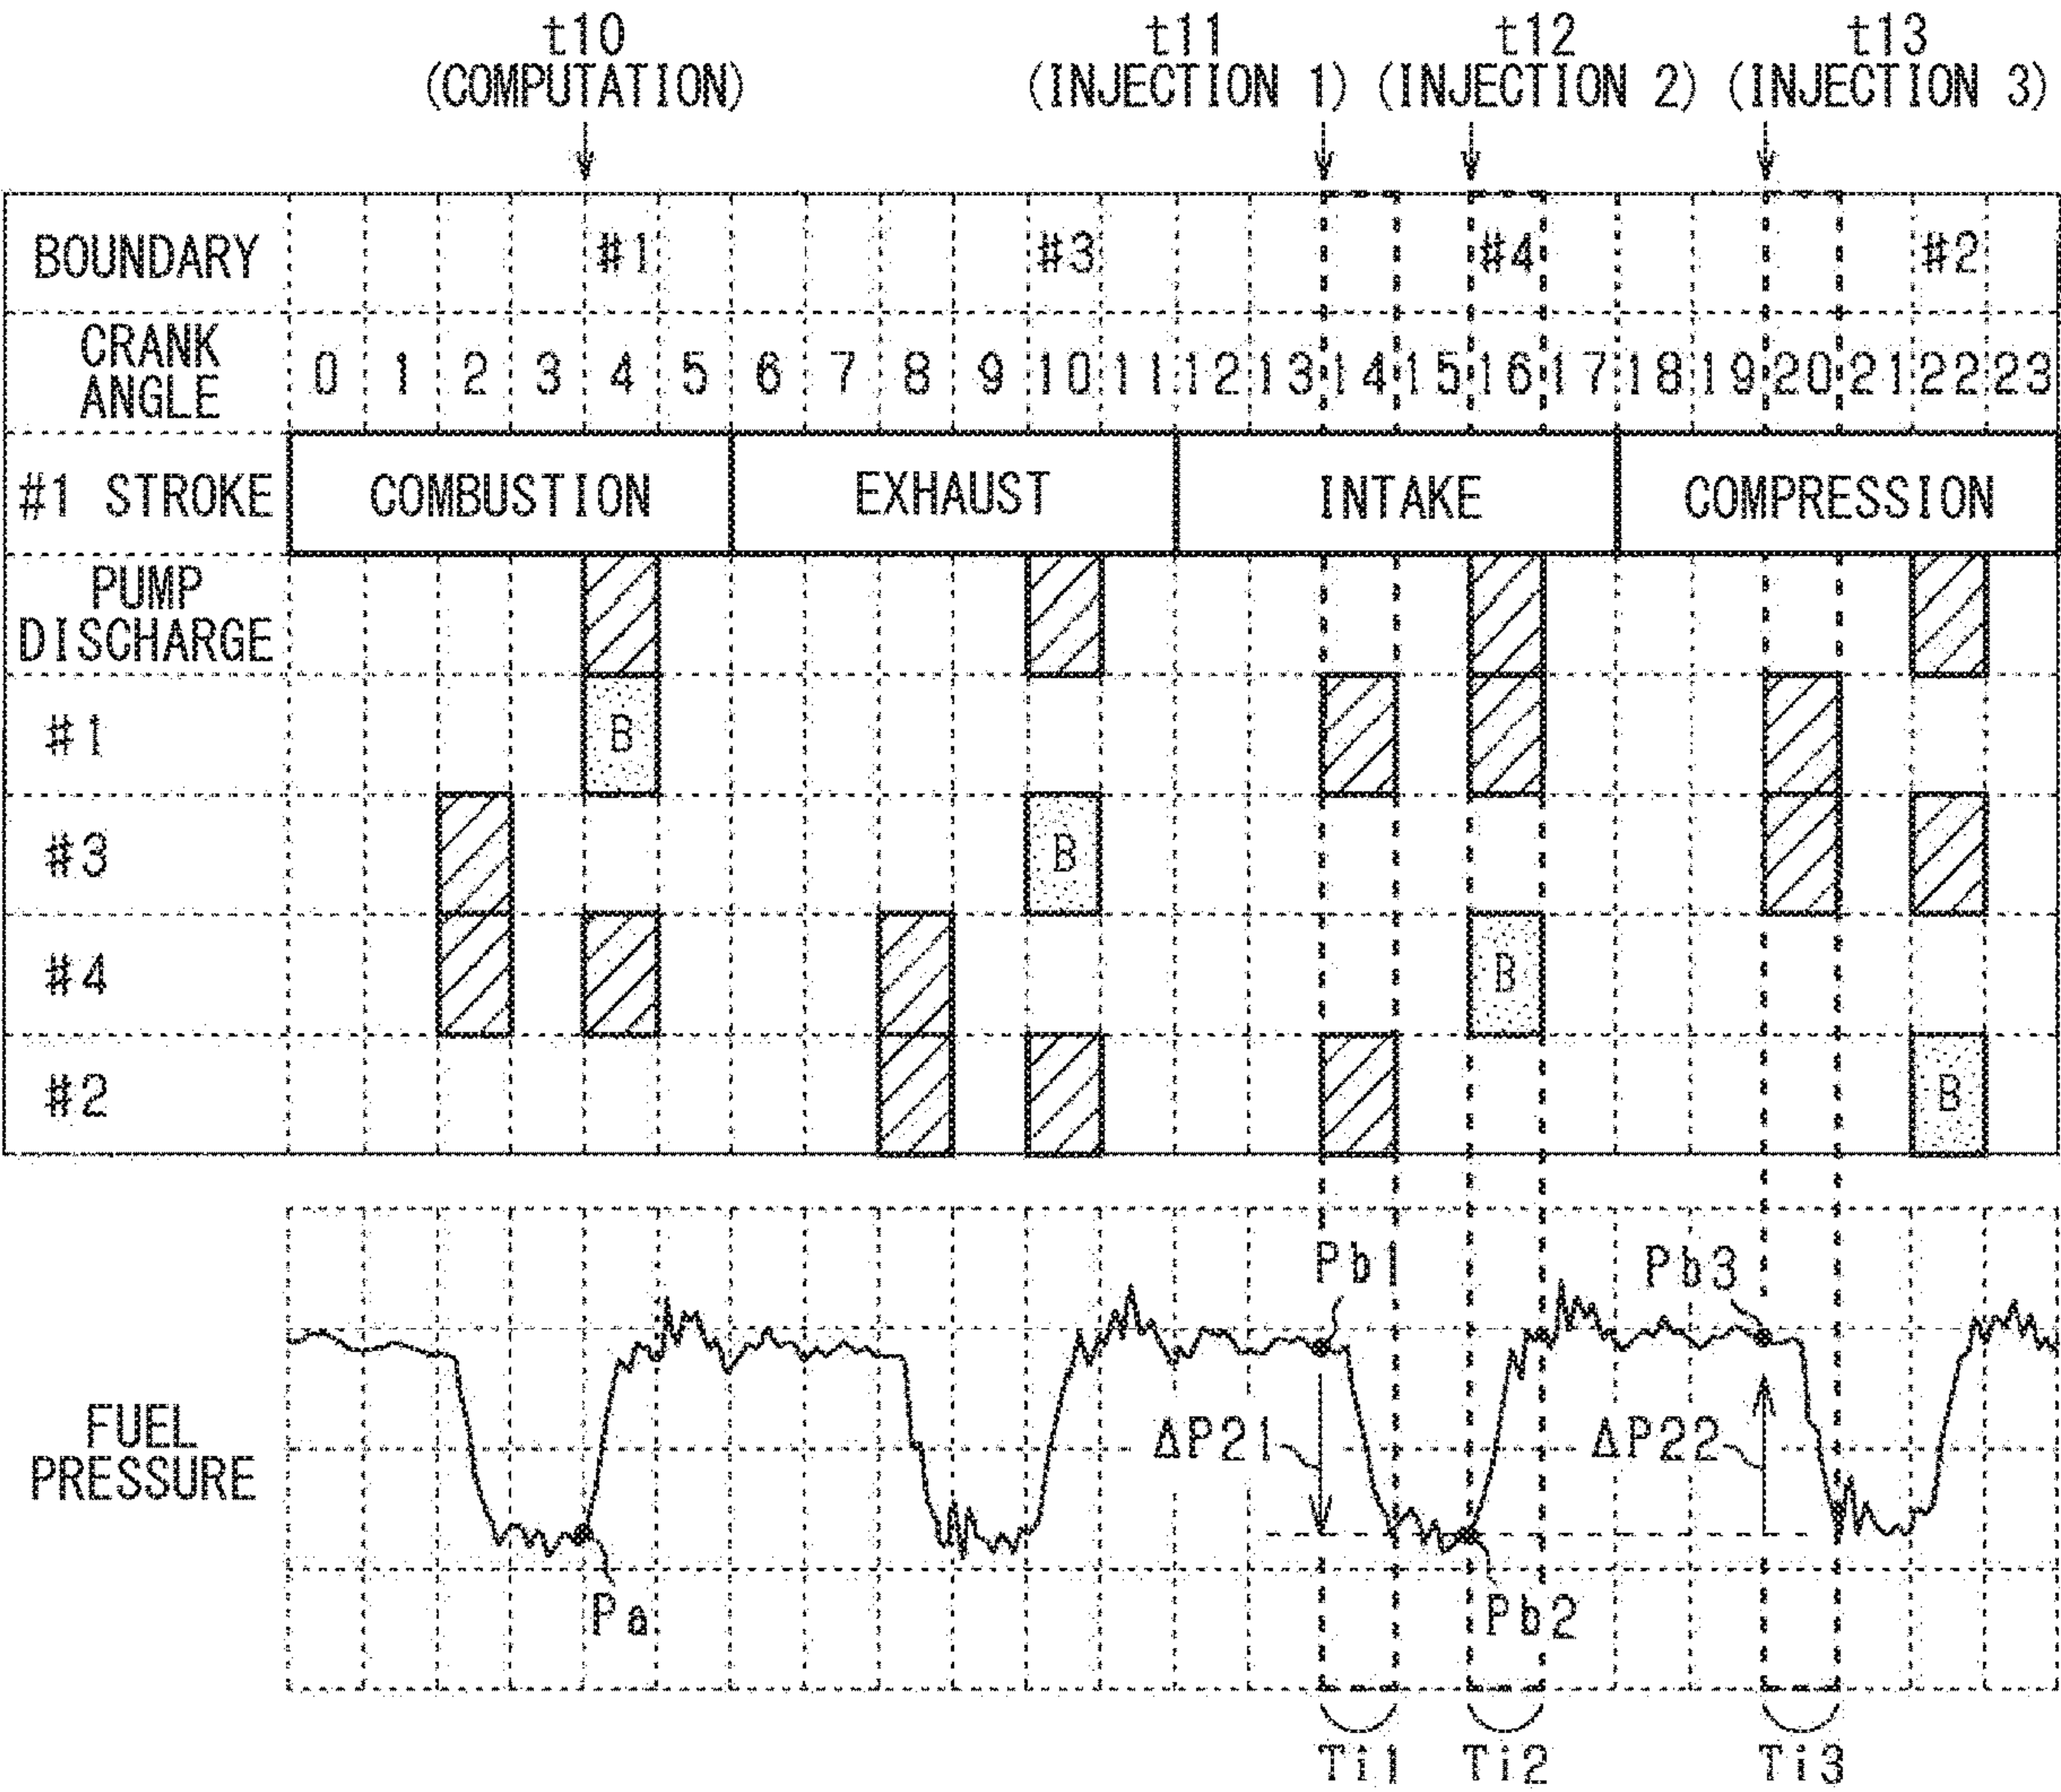 t10 t11 t12 t13
(COMPUTATION) (INJECTION 1) (INJECTION 2) (INJECTION 3)
BOUNDARY #1 #3 #4 #2
CRANK ANGLE 0 1 2 3 4 5 6 7 8 9 10 11 12 13 14 15 16 17 18 19 20 21 22 23
#1 STROKE COMBUSTION EXHAUST INTAKE COMPRESSION
PUMP
DISCHARGE
#1 B
#3 B
#4 B
#2 B
Pb1 Pb3
FUEL
PRESSURE
ΔP21 ΔP22
Pa Pb2
Ti1 Ti2 Ti3